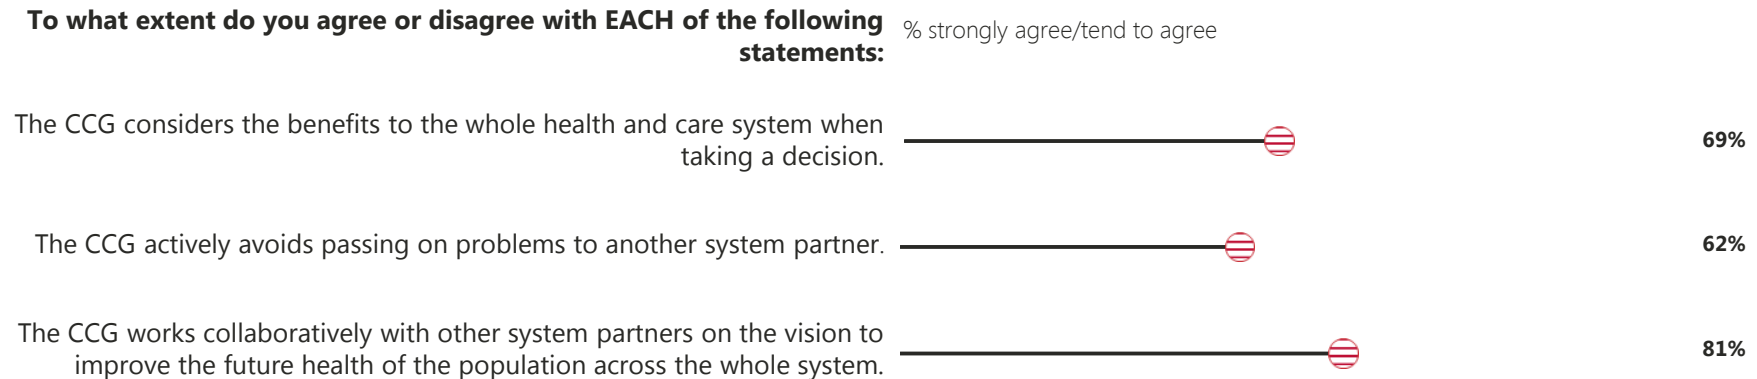 To what extent do you agree or disagree with EACH of the following
statements:
% strongly agree/tend to agree
The CCG considers the benefits to the whole health and care system when
taking a decision.
69%
The CCG actively avoids passing on problems to another system partner.
62%
The CCG works collaboratively with other system partners on the vision to
improve the future health of the population across the whole system.
81%